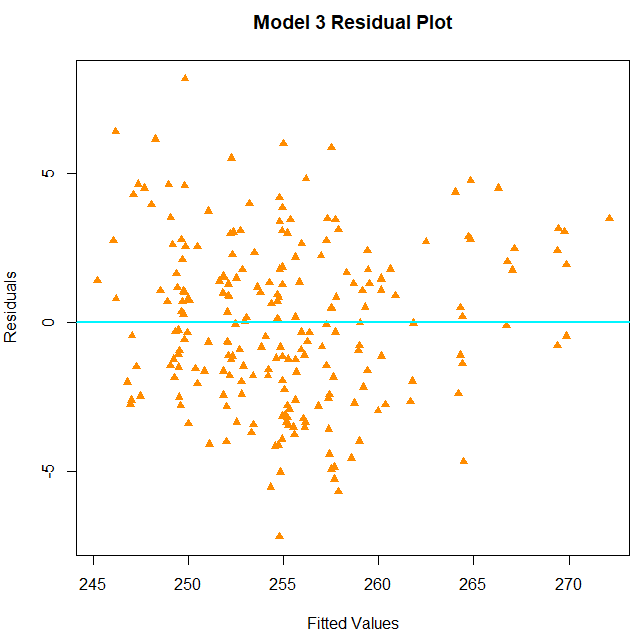 Model 3 Residual Plot
5
0
-5
Residuals
245 250 255 260 265 270
Fitted Values